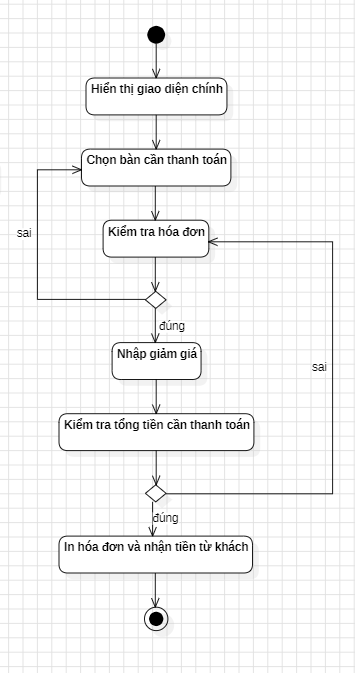 Hiển thị giao diện chính
Chọn bàn cần thanh toán
sai
Kiểm tra hóa đơn
đúng
Nhập giảm giá
sai
Kiểm tra tổng tiền cần thanh toán
đúng
In hóa đơn và nhận tiền từ khách